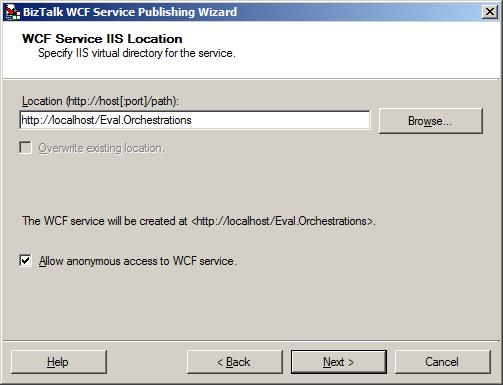 BizTalk WCF Service Publishing Wizard
WCF Service IIS Location
Specify IIS virtual directory for the service.
Location (http://host[:port]/path):
http://localhost/Eval.Orchestrations
Browse...
Overwrite existing location.
The WCF service will be created at <http://localhost/Eval.Orchestrations>.
Allow anonymous access to WCF service.
Help < Back Next > Cancel